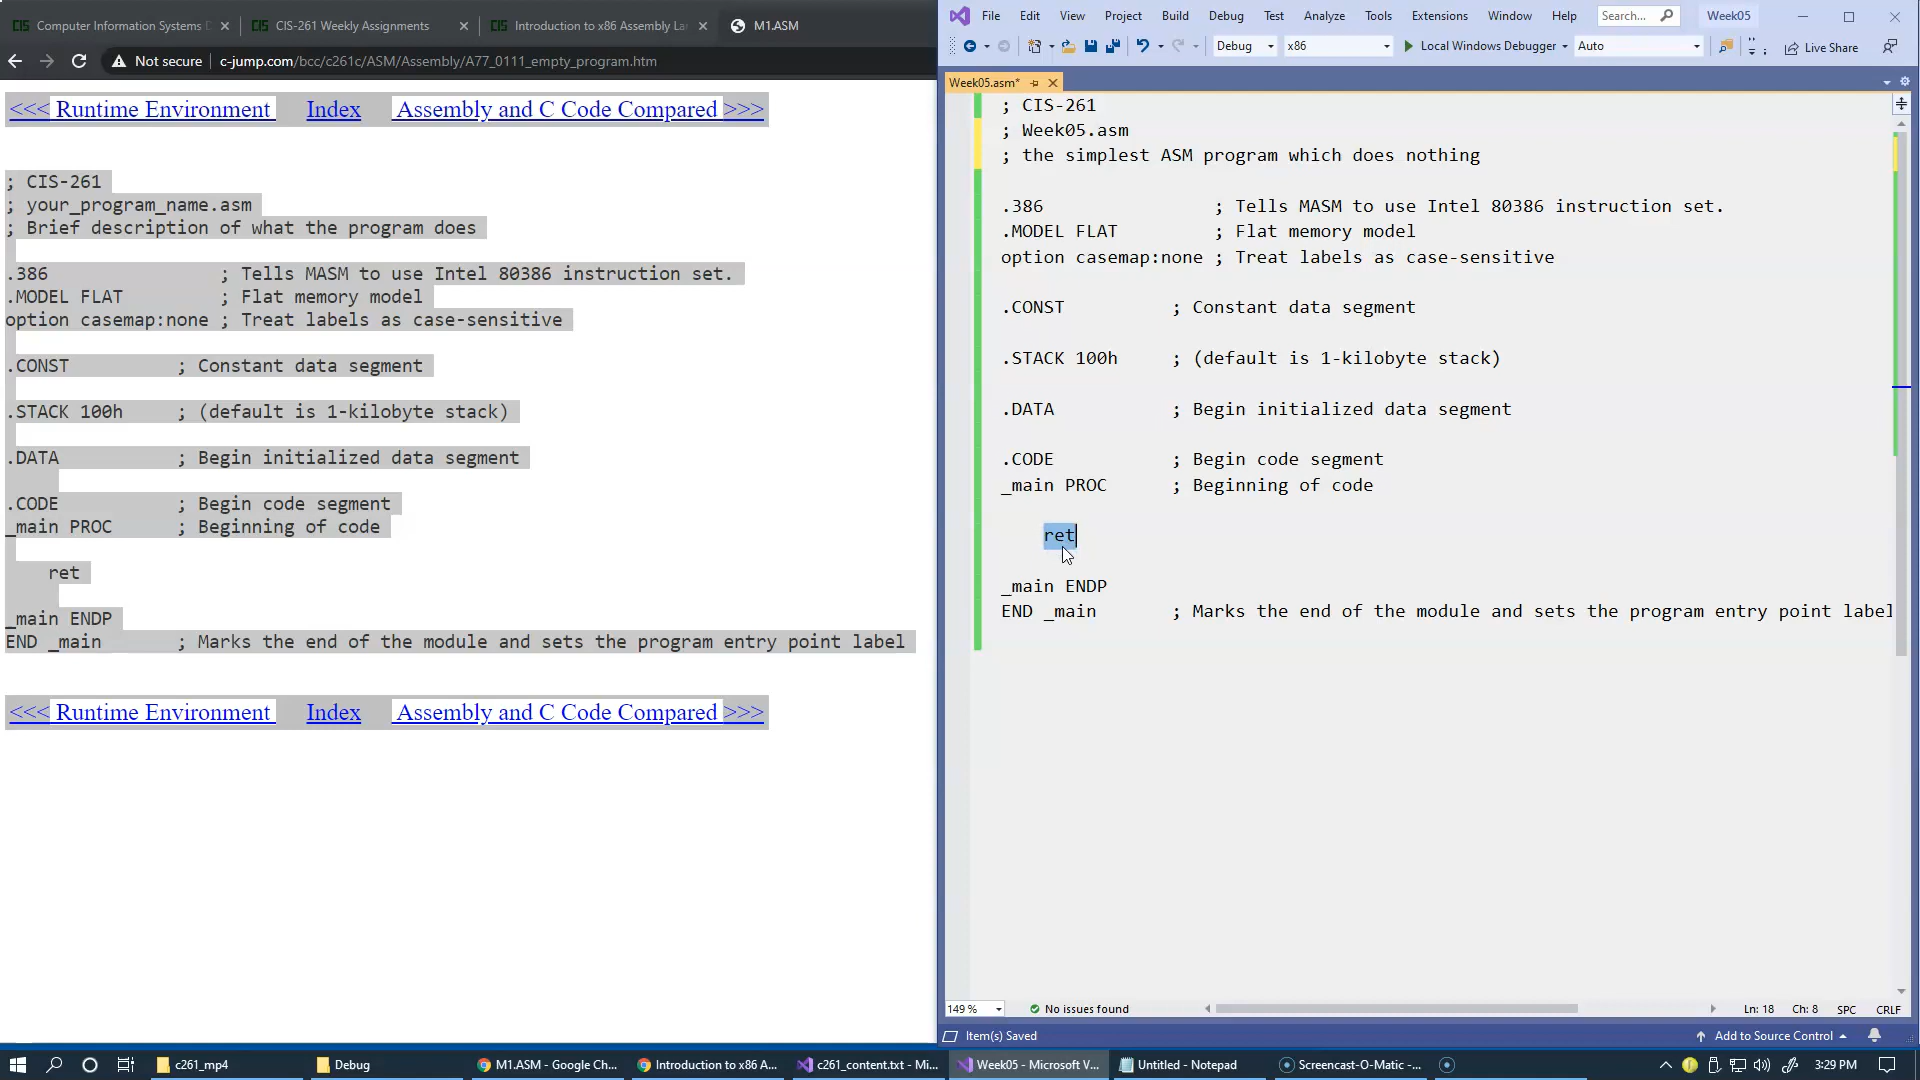 Computer Information Systems D
CIS-261 Weekly Assignments
Introduction to x86 Assembly La
M1.ASM
Not secure
c-jump.com/bcc/c261c/ASM/Assembly/A77_0111_empty_program.htm
<<< Runtime Environment Index Assembly and C Code Compared >>>
; CIS-261
; your_program_name.asm
; Brief description of what the program does
.386 ; Tells MASM to use Intel 80386 instruction set.
.MODEL FLAT ; Flat memory model
option casemap:none ; Treat labels as case-sensitive
.CONST ; Constant data segment
.STACK 100h ; (default is 1-kilobyte stack)
.DATA ; Begin initialized data segment
.CODE ; Begin code segment
_main PROC ; Beginning of code
ret
_main ENDP
END _main ; Marks the end of the module and sets the program entry point label
<<< Runtime Environment Index Assembly and C Code Compared >>>
File Edit View Project Build Debug Test Analyze Tools Extensions Window Help Search... Week05
Debug x86 Local Windows Debugger Auto Live Share
Week05.asm*
; CIS-261
; Week05.asm
; the simplest ASM program which does nothing
.386 ; Tells MASM to use Intel 80386 instruction set.
.MODEL FLAT ; Flat memory model
option casemap:none ; Treat labels as case-sensitive
.CONST ; Constant data segment
.STACK 100h ; (default is 1-kilobyte stack)
.DATA ; Begin initialized data segment
.CODE ; Begin code segment
_main PROC ; Beginning of code
ret
_main ENDP
END _main ; Marks the end of the module and sets the program entry point label
149 % No issues found Ln: 18 Ch: 8 SPC CRLF
Item(s) Saved Add to Source Control
c261_mp4 Debug M1.ASM - Google Ch... Introduction to x86 A... c261_content.txt - Mi... Week05 - Microsoft V... Untitled - Notepad Screencast-O-Matic -... 3:29 PM